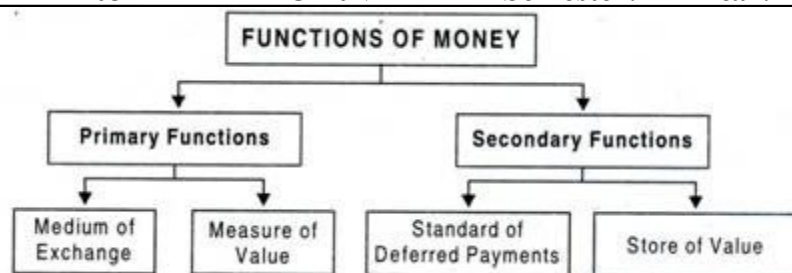 FUNCTIONS OF MONEY
Primary Functions
Secondary Functions
Medium of
Exchange
Measure of
Value
Standard of
Deferred Payments
Store of Value